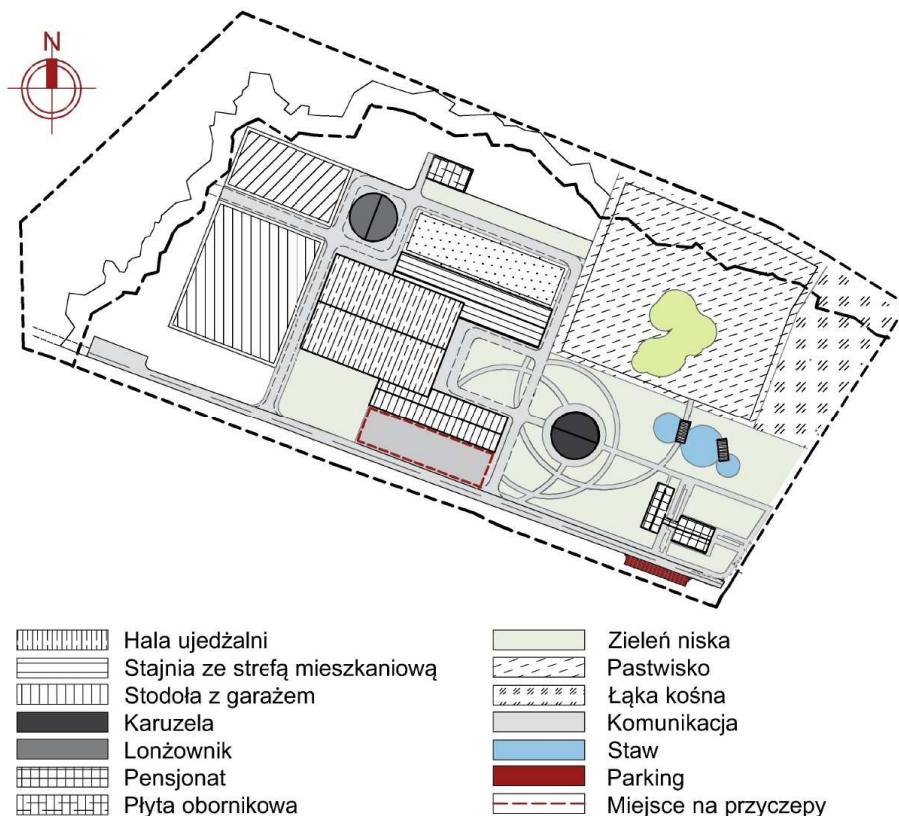 N
Hala ujeżdżalni
Stajnia ze strefą mieszkaniową
Stodoła z garażem
Karuzela
Lonżownik
Pensjonat
Płyta obornikowa
Zieleń niska
Pastwisko
Łąka kośna
Komunikacja
Staw
Parking
Miejsce na przyczepy